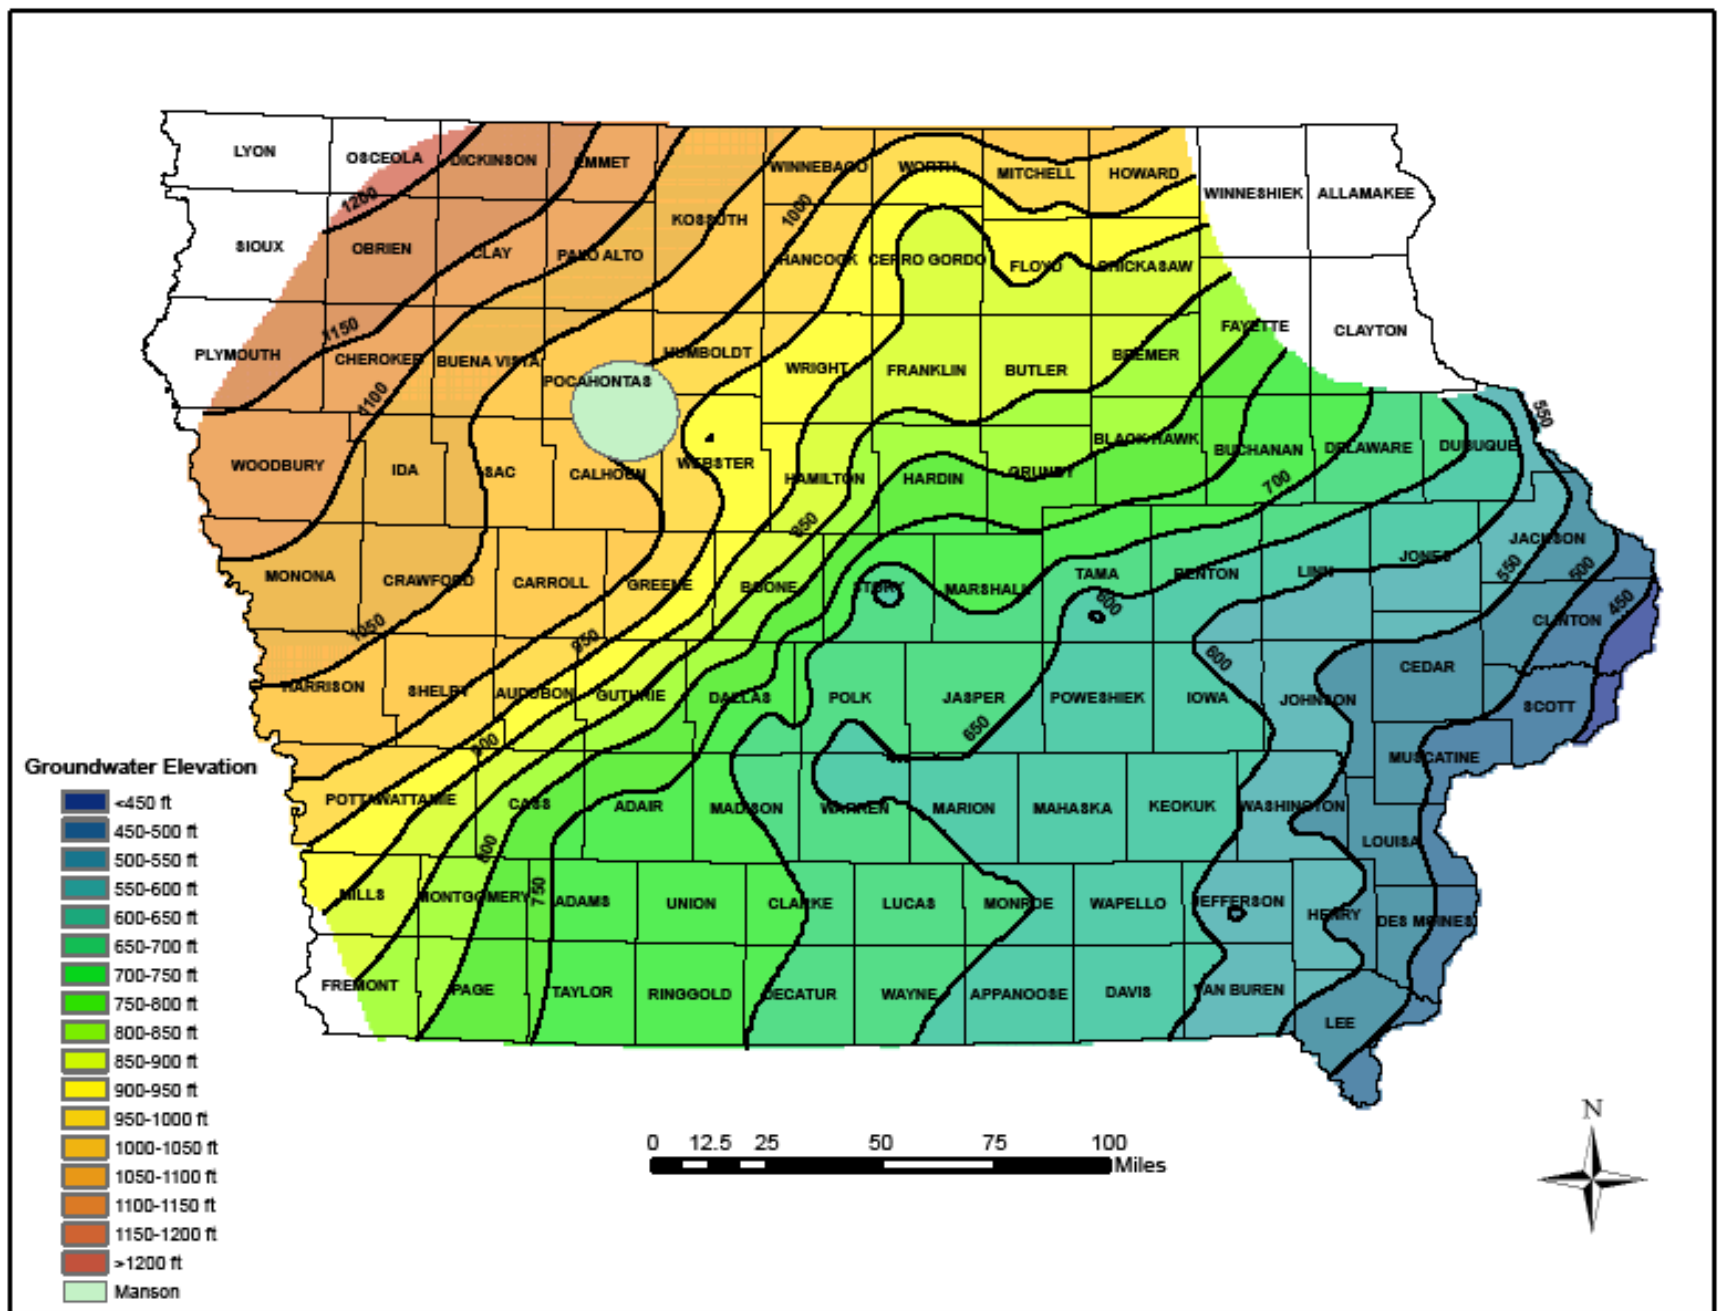 LYON
OSCEOLA
DICKINSON
EMMET
WINNEBAGO
WORTH
MITCHELL
HOWARD
WINNESHIEK
ALLAMAKEE
1200
1000
KOSSUTH
SIOUX
OBRIEN
CLAY
PALO ALTO
HANCOCK
CERRO GORDO
FLOYD
CHICKASAW
1150
FAYETTE
CLAYTON
PLYMOUTH
CHEROKEE
BUENA VISTA
POCAHONTAS
HUMBOLDT
WRIGHT
FRANKLIN
BUTLER
BREMER
1100
550
WOODBURY
IDA
SAC
CALHOUN
WEBSTER
HAMILTON
HARDIN
GRUNDY
BLACK HAWK
BUCHANAN
DELAWARE
DUBUQUE
700
850
MONONA
CRAWFORD
CARROLL
GREENE
BOONE
STORY
MARSHALL
TAMA
BENTON
LINN
JONES
JACKSON
550
500
450
600
CLINTON
1050
950
600
HARRISON
SHELBY
AUDUBON
GUTHRIE
DALLAS
POLK
JASPER
POWESHIEK
IOWA
JOHNSON
CEDAR
SCOTT
650
MUSCATINE
POTTAWATTAMIE
CASS
ADAIR
MADISON
WARREN
MARION
MAHASKA
KEOKUK
WASHINGTON
LOUISA
800
750
MILLS
MONTGOMERY
ADAMS
UNION
CLARKE
LUCAS
MONROE
WAPELLO
JEFFERSON
HENRY
DES MOINES
FREMONT
PAGE
TAYLOR
RINGGOLD
DECATUR
WAYNE
APPANOOSE
DAVIS
VAN BUREN
LEE
Groundwater Elevation
<450 ft
450-500 ft
500-550 ft
550-600 ft
600-650 ft
650-700 ft
700-750 ft
750-800 ft
800-850 ft
850-900 ft
900-950 ft
950-1000 ft
1000-1050 ft
1050-1100 ft
1100-1150 ft
1150-1200 ft
>1200 ft
Manson
0 12.5 25 50 75 100
Miles
N